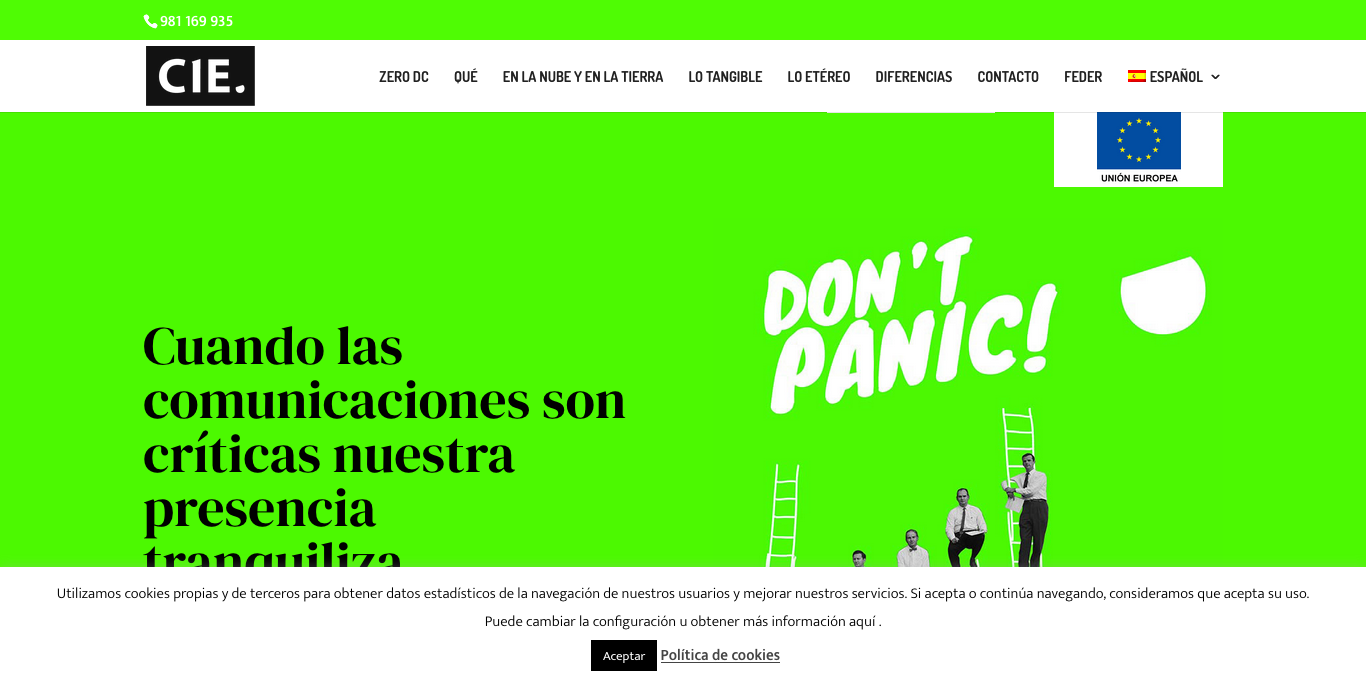 981 169 935
CIE.
ZERO DC
QUÉ
EN LA NUBE Y EN LA TIERRA
LO TANGIBLE
LO ETÉREO
DIFERENCIAS
CONTACTO
FEDER
ESPAÑOL
UNIÓN EUROPEA
DON'T
PANIC!
Cuando las
comunicaciones son
críticas nuestra
presencia
tranquiliza
Utilizamos cookies propias y de terceros para obtener datos estadísticos de la navegación de nuestros usuarios y mejorar nuestros servicios. Si acepta o continúa navegando, consideramos que acepta su uso.
Puede cambiar la configuración u obtener más información aquí .
Aceptar
Política de cookies